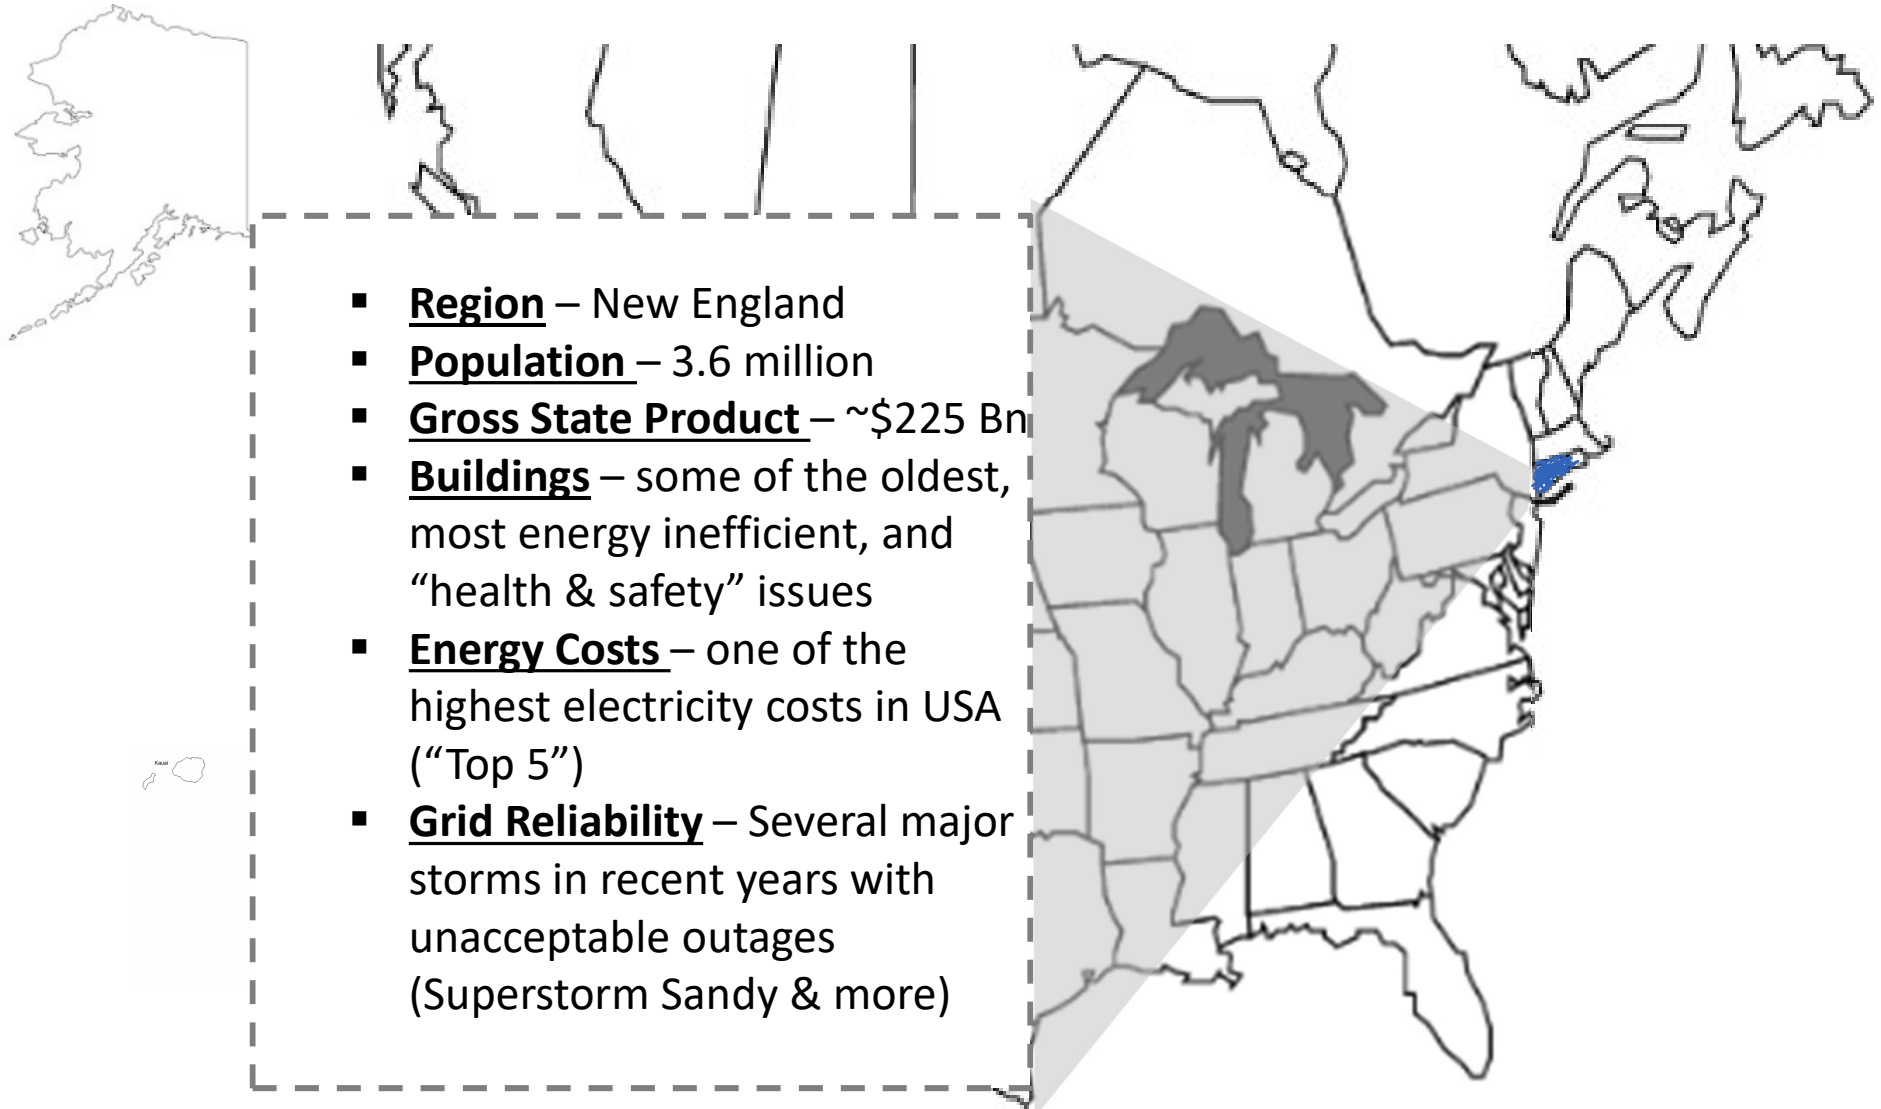 Region – New England
Population – 3.6 million
Gross State Product – ~$225 Bn
Buildings – some of the oldest,
most energy inefficient, and
“health & safety” issues
Energy Costs – one of the
highest electricity costs in USA
(“Top 5”)
Grid Reliability – Several major
storms in recent years with
unacceptable outages
(Superstorm Sandy & more)
Kauai